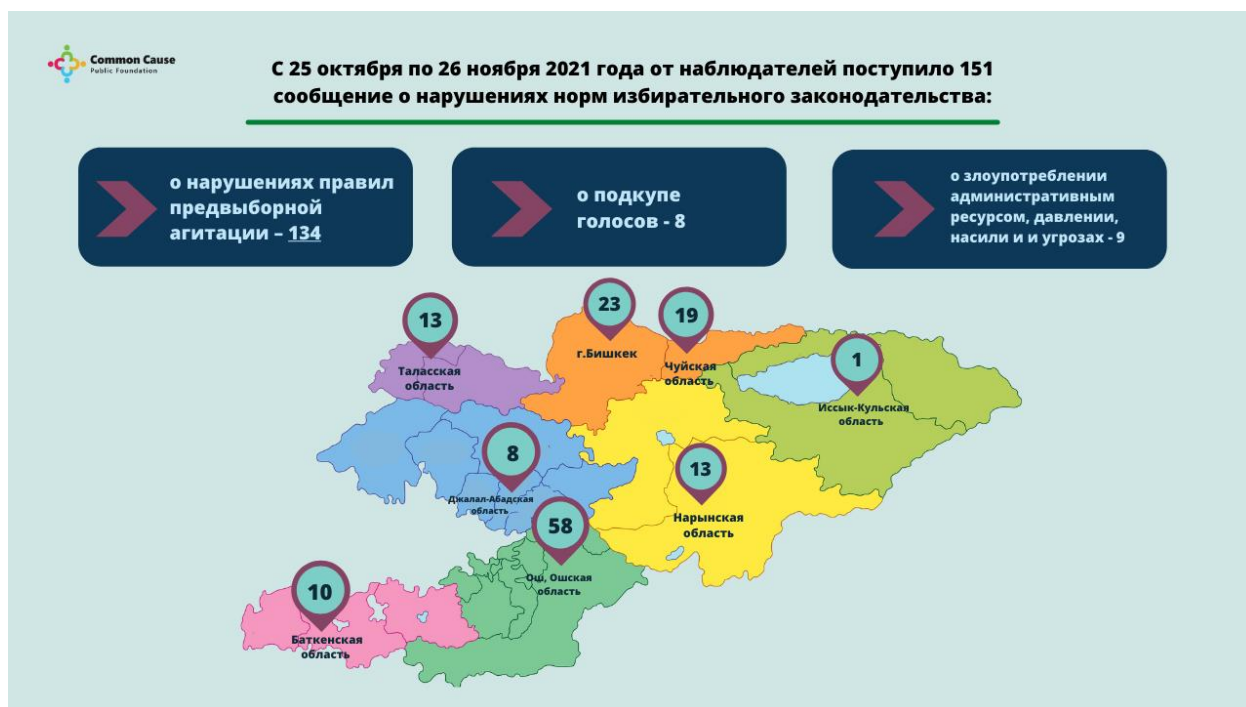 Common Cause
Public Foundation
С 25 октября по 26 ноября 2021 года от наблюдателей поступило 151
сообщение о нарушениях норм избирательного законодательства:
о нарушениях правил
предвыборной
агитации – 134
о подкупе
голосов - 8
о злоупотреблении
административным
ресурсом, давлении,
насили и и угрозах - 9
13
Таласская
область
23
г.Бишкек
19
Чуйская
область
1
Иссык-Кульская
область
8
Джалал-Абадская
область
13
Нарынская
область
58
Ош, Ошская
область
10
Баткенская
область